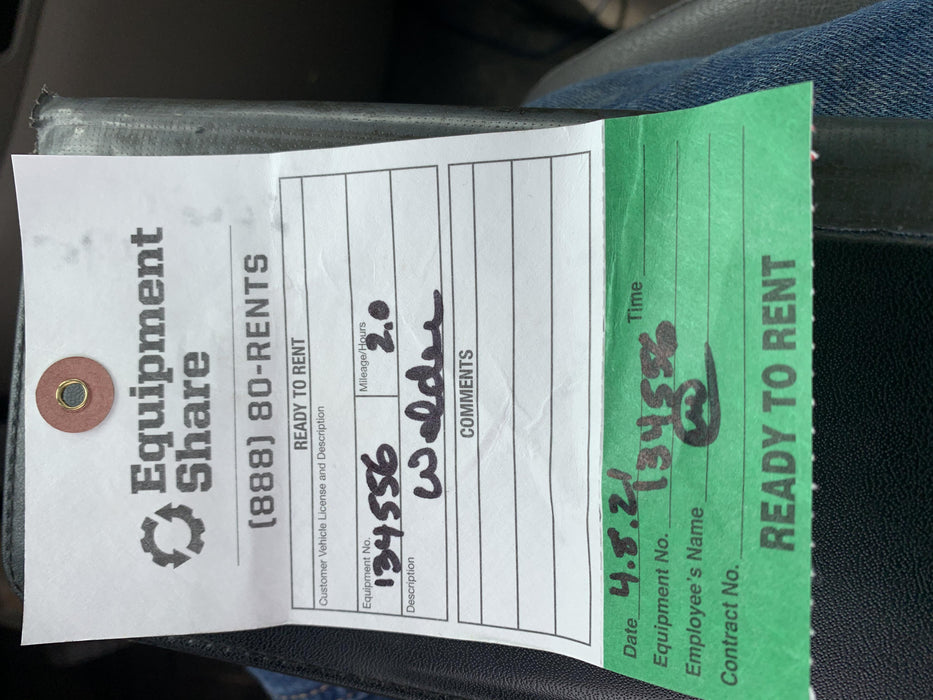 Equipment
Share
(888) 80-RENTS
READY TO RENT
Customer Vehicle License and Description
Equipment No. 134556 Mileage/Hours 2.0
Description Welder
COMMENTS
Date 4.8.21 Time
Equipment No. 134556
Employee's Name
Contract No.
READY TO RENT